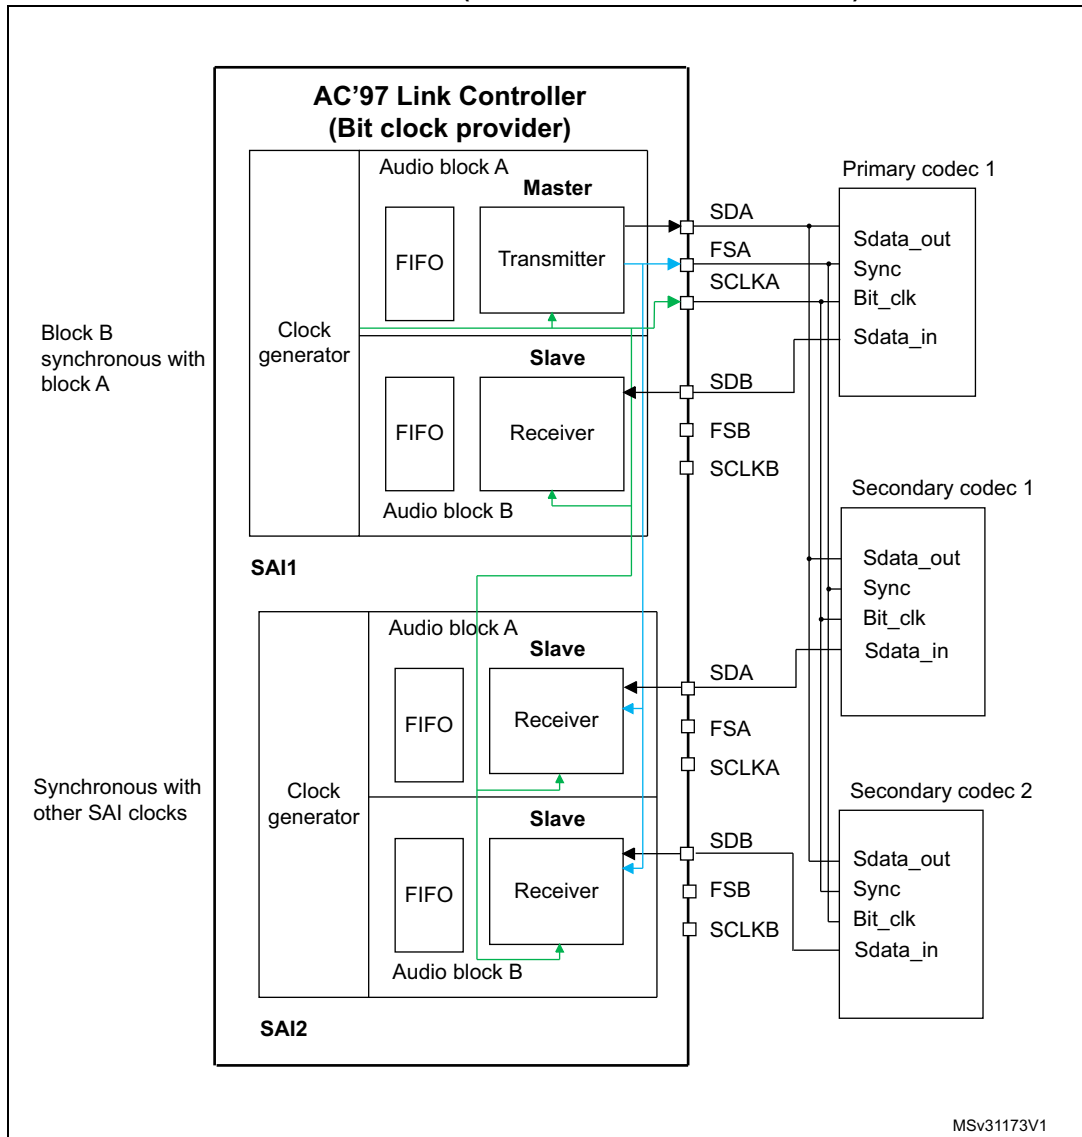 AC'97 Link Controller
(Bit clock provider)
Audio block A
Master
FIFO
Transmitter
Clock
generator
Slave
FIFO
Receiver
Audio block B
SAI1
Block B
synchronous with
block A
SDA
FSA
SCLKA
SDB
FSB
SCLKB
Primary codec 1
Sdata_out
Sync
Bit_clk
Sdata_in
Secondary codec 1
Sdata_out
Sync
Bit_clk
Sdata_in
Audio block A
Slave
FIFO
Receiver
Clock
generator
Slave
FIFO
Receiver
Audio block B
SAI2
Synchronous with
other SAI clocks
SDA
FSA
SCLKA
SDB
FSB
SCLKB
Secondary codec 2
Sdata_out
Sync
Bit_clk
Sdata_in
MSv31173V1